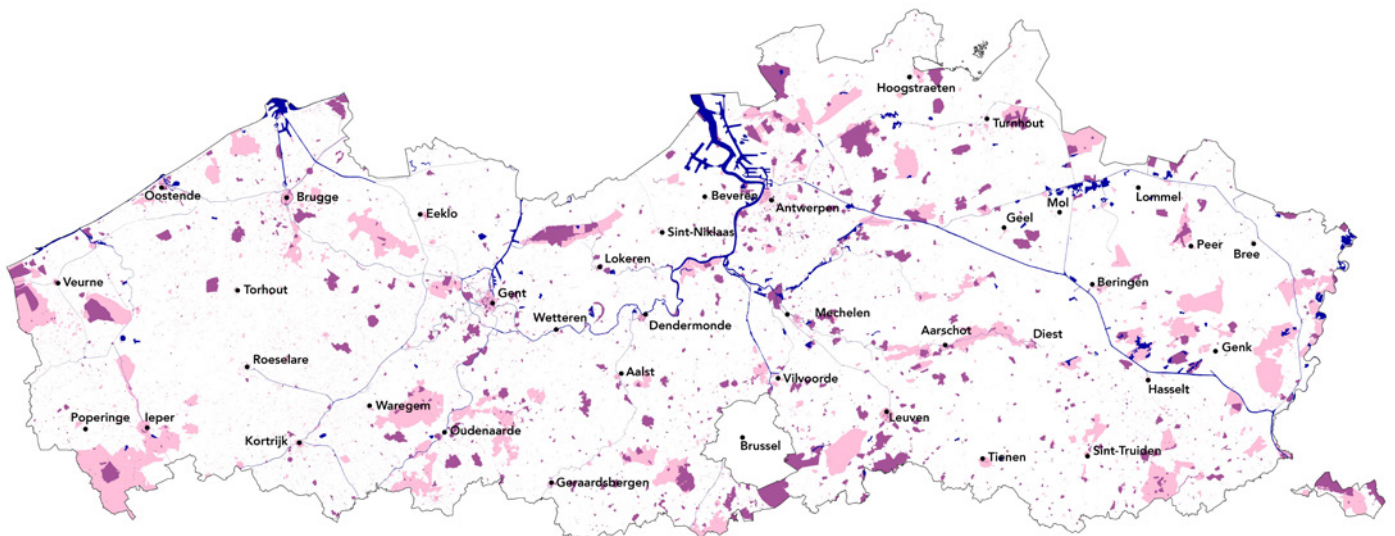 Hoogstraeten
Turnhout
Oostende
Brugge
Beveren
Antwerpen
Lommel
Mol
Eeklo
Geel
Sint-Niklaas
Peer
Bree
Lokeren
Veurne
Torhout
Beringen
Gent
Wetteren
Dendermonde
Mechelen
Aarschot
Diest
Genk
Roeselare
Aalst
Vilvoorde
Hasselt
Waregem
Poperinge
Ieper
Leuven
Kortrijk
Oudenaarde
Brussel
Tienen
Sint-Truiden
Geraardsbergen